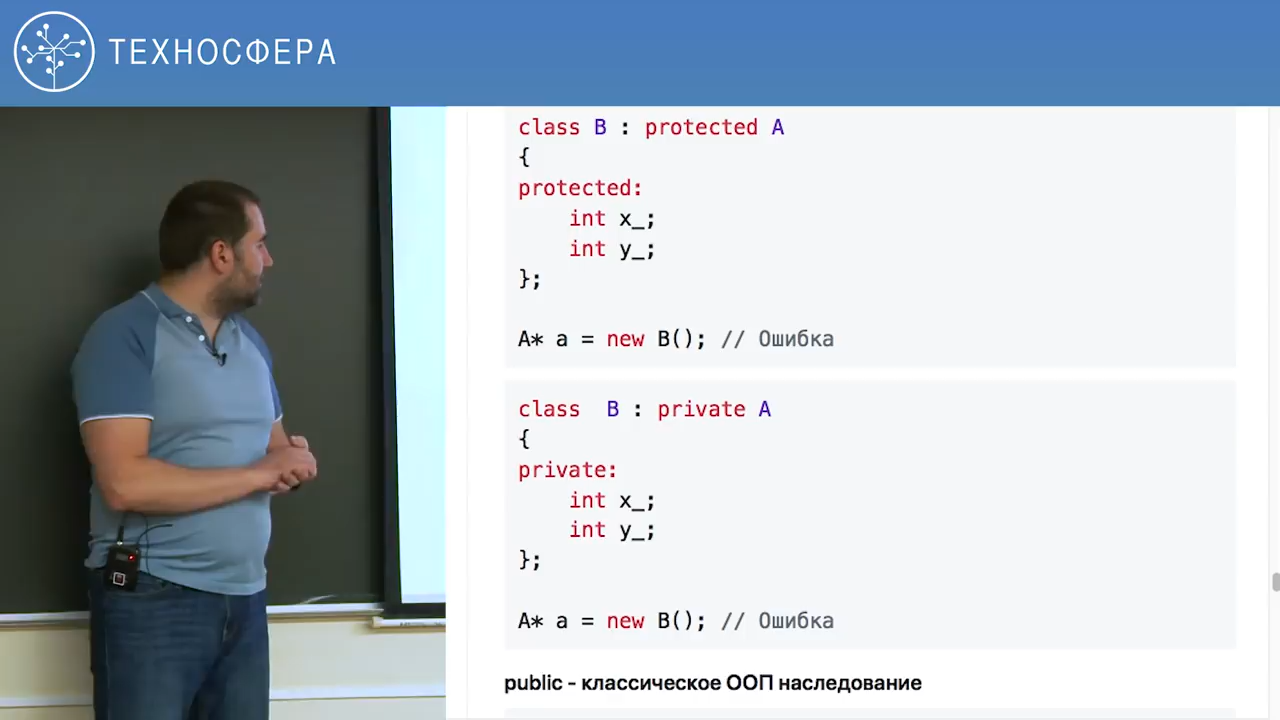 ТЕХНОСФЕРА
class B : protected A
{
protected:
    int x_;
    int y_;
};
A* a = new B(); // Ошибка
class  B : private A
{
private:
    int x_;
    int y_;
};
A* a = new B(); // Ошибка
public - классическое ООП наследование